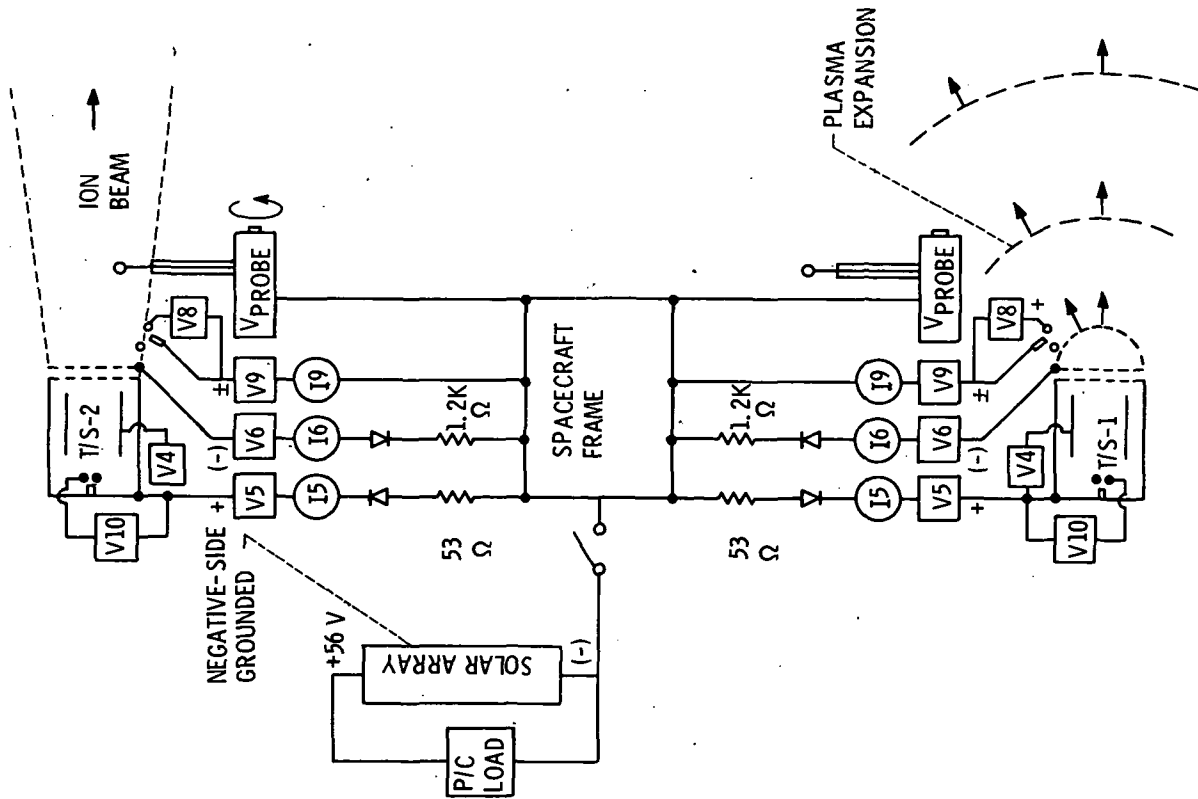 ION
BEAM
T/S-2
V10
V4
V8
V PROBE
±
V9
I9
(-)
V6
I6
1.2K
Ω
+
V5
I5
53
Ω
NEGATIVE-SIDE
GROUNDED
+56 V
SOLAR ARRAY
(-)
P/C
LOAD
SPACECRAFT
FRAME
PLASMA
EXPANSION
V PROBE
V8
+
I9
V9
±
1.2K
Ω
I6
V6
(-)
53
Ω
I5
V5
+
V4
T/S-1
V10